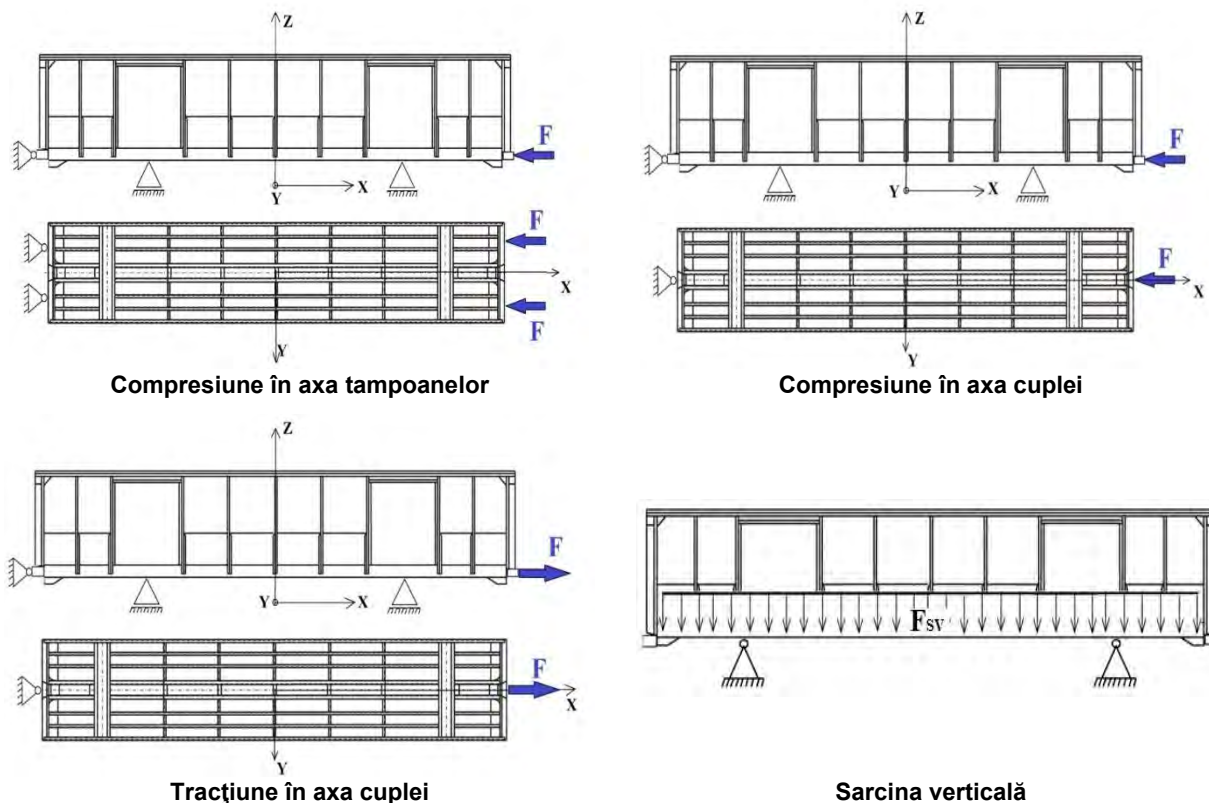 Z
F
Y
X
F
X
F
Y
Compresiune în axa tampoanelor
Z
F
Y
X
F
X
Y
Compresiune în axa cuplei
Z
F
Y
X
F
X
Y
Tracţiune în axa cuplei
FSV
Sarcina verticală